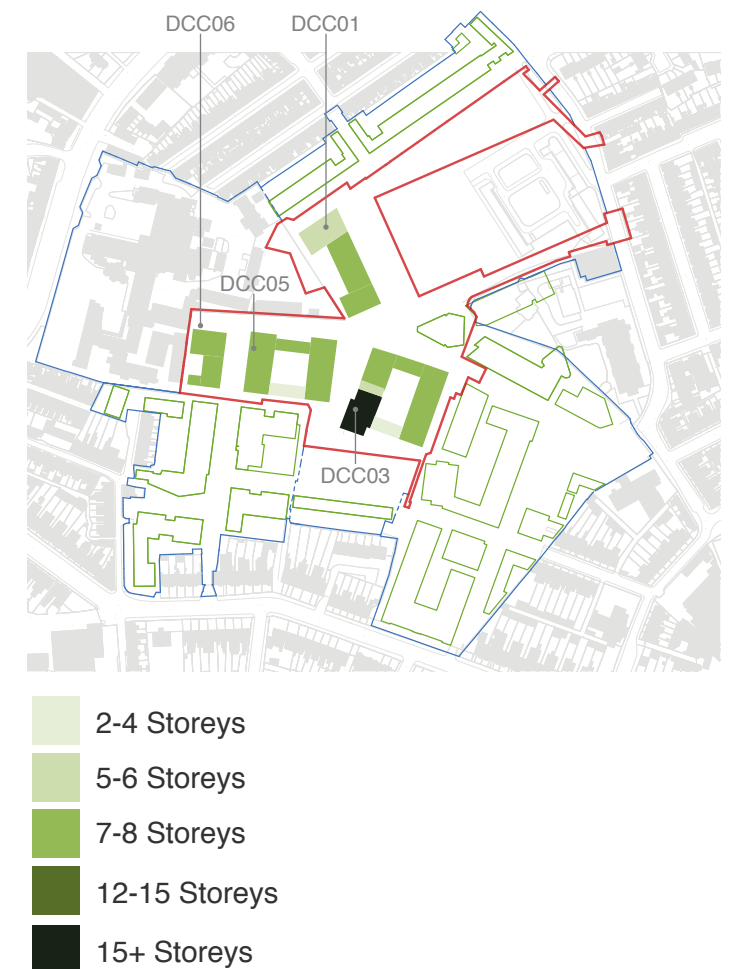 DCC06
DCC01
DCC05
DCC03
2-4 Storeys
5-6 Storeys
7-8 Storeys
12-15 Storeys
15+ Storeys